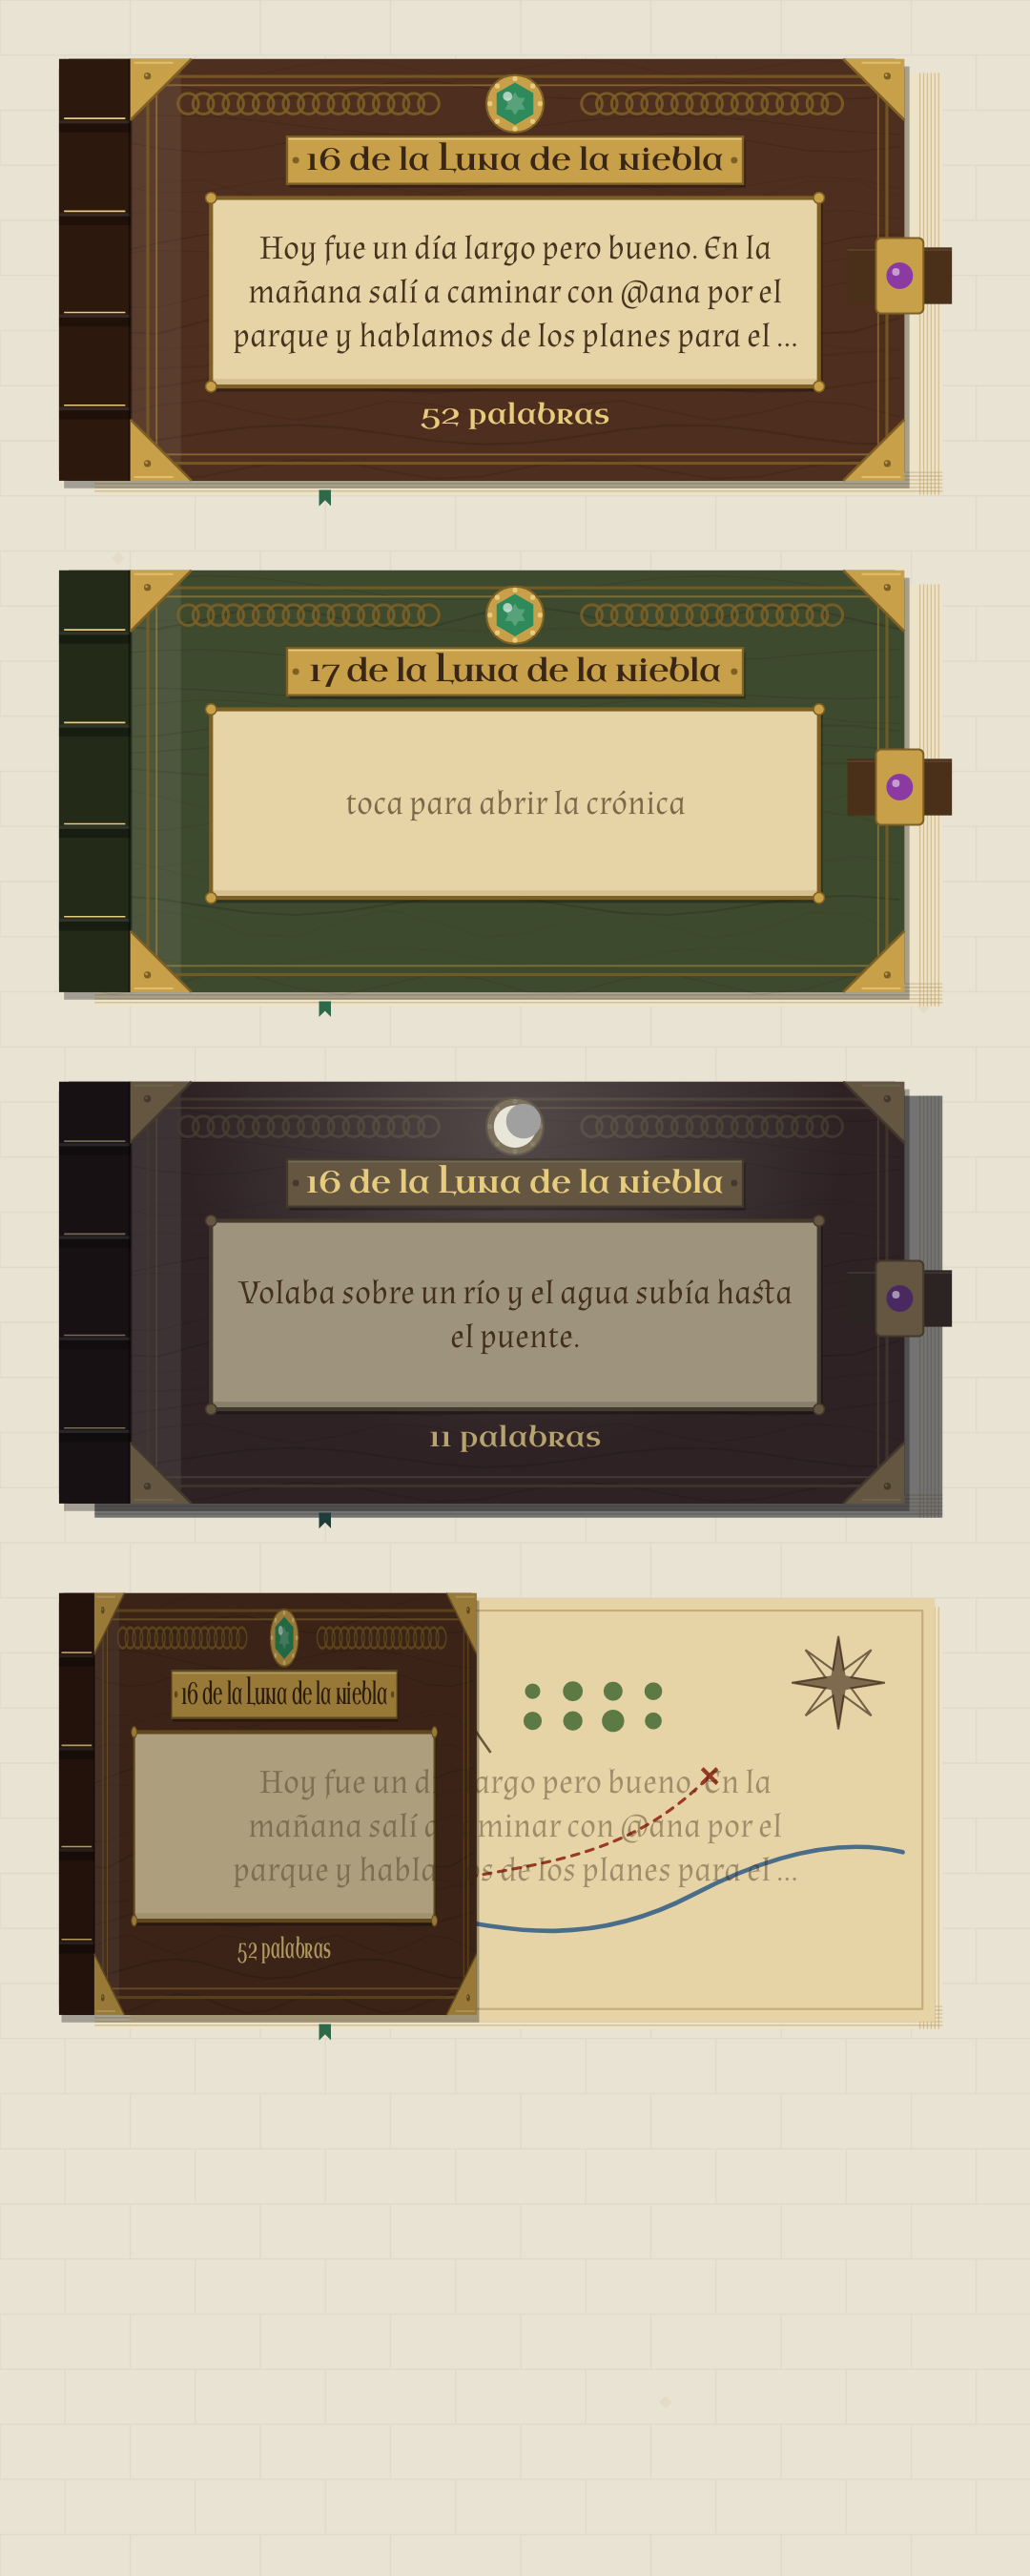 16 de la Luna de la niebla
Hoy fue un día largo pero bueno. En la
mañana salí a caminar con @ana por el
parque y hablamos de los planes para el ...
52 palabras
17 de la Luna de la niebla
toca para abrir la crónica
16 de la Luna de la niebla
Volaba sobre un río y el agua subía hasta
el puente.
11 palabras
16 de la Luna de la niebla
Hoy fue un d argo pero bueno. En la
mañana salí a minar con @ana por el
parque y habla os de los planes para el ...
52 palabras